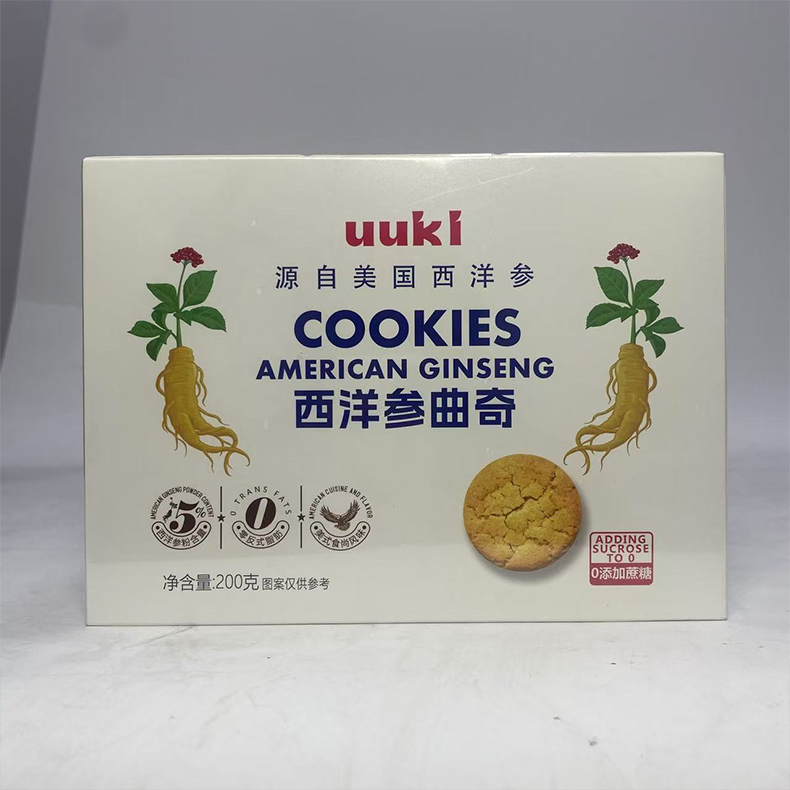 uuki
源自美国西洋参
COOKIES
AMERICAN GINSENG
西洋参曲奇
AMERICAN GINSENG POWDER CONTENT
5%
西洋参粉含量
0 TRANS FATS
0
零反式脂肪
AMERICAN CUISINE AND FLAVOR
美式食尚风味
ADDING
SUCROSE
TO 0
0添加蔗糖
净含量:200克 图案仅供参考